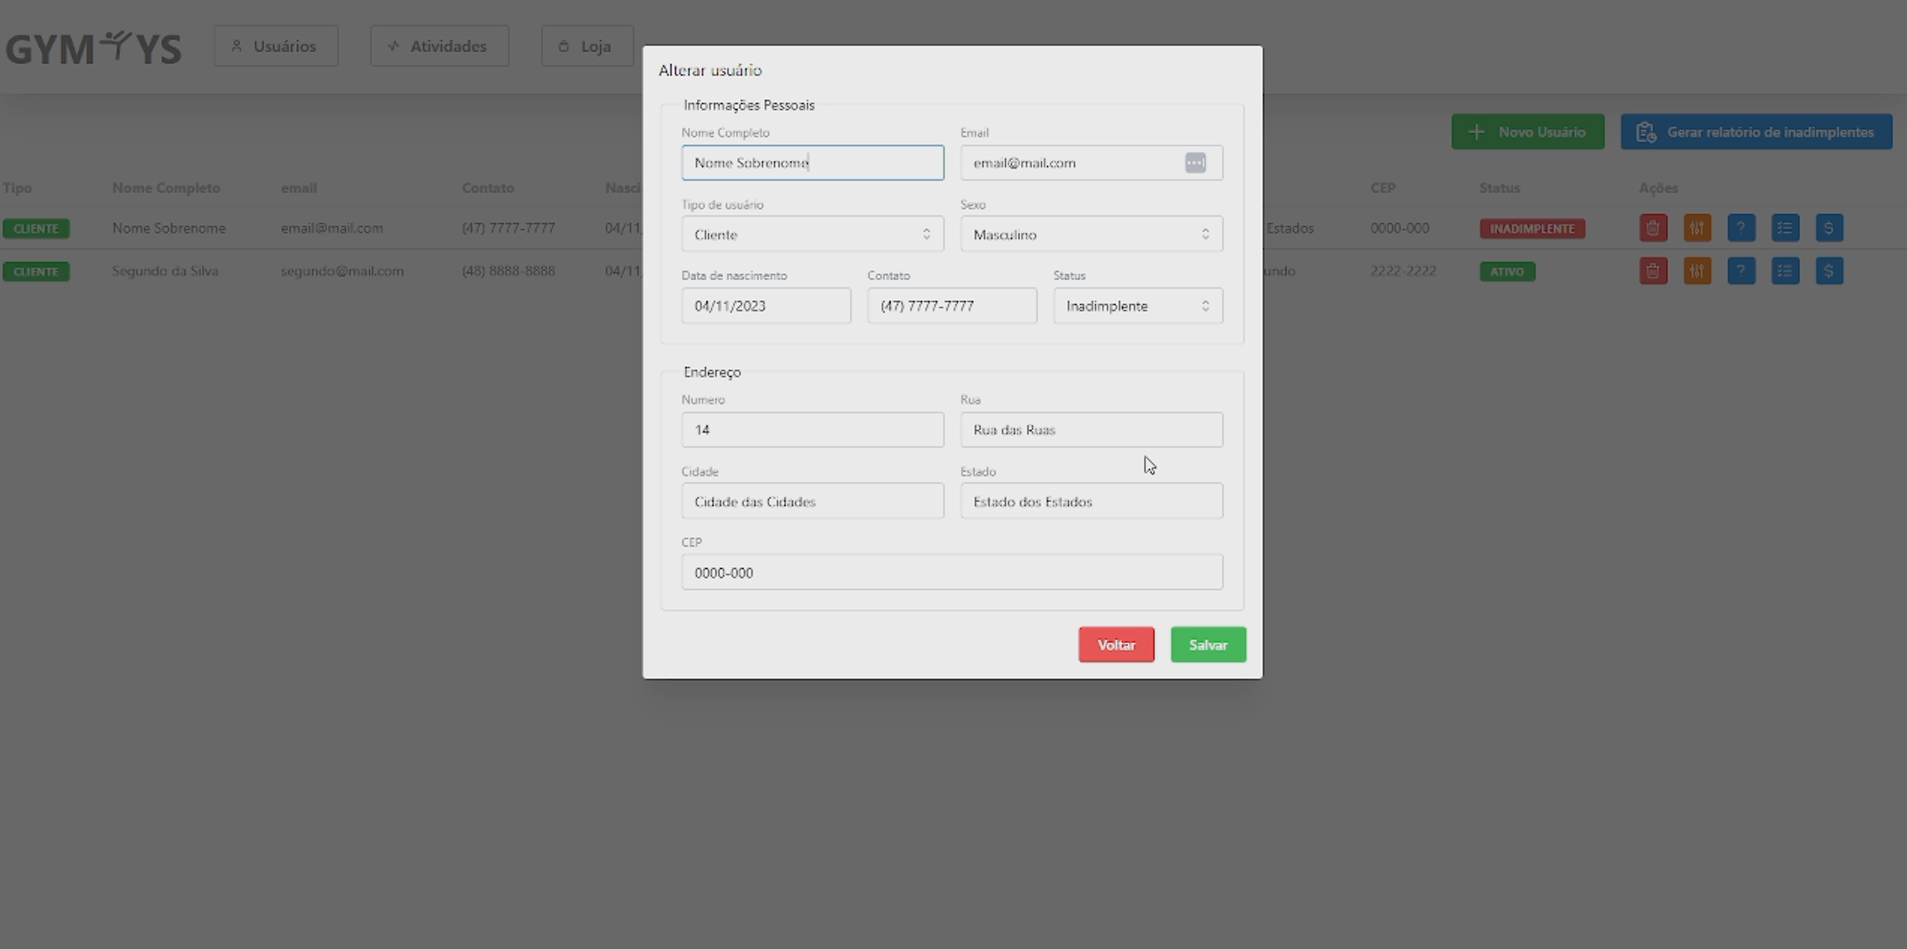 GYM YS
Usuários
Atividades
Loja
Novo Usuário
Gerar relatório de inadimplentes
Tipo Nome Completo email Contato Nasci CEP Status Ações
CLIENTE Nome Sobrenome email@mail.com (47) 7777-7777 04/11, Estados 0000-000 INADIMPLENTE ? $
CLIENTE Segundo da Silva segundo@mail.com (48) 8888-8888 04/11, undo 2222-2222 ATIVO ? $
Alterar usuário
Informações Pessoais
Nome Completo Email
Nome Sobrenome email@mail.com
Tipo de usuário Sexo
Cliente Masculino
Data de nascimento Contato Status
04/11/2023 (47) 7777-7777 Inadimplente
Endereço
Numero Rua
14 Rua das Ruas
Cidade Estado
Cidade das Cidades Estado dos Estados
CEP
0000-000
Voltar Salvar